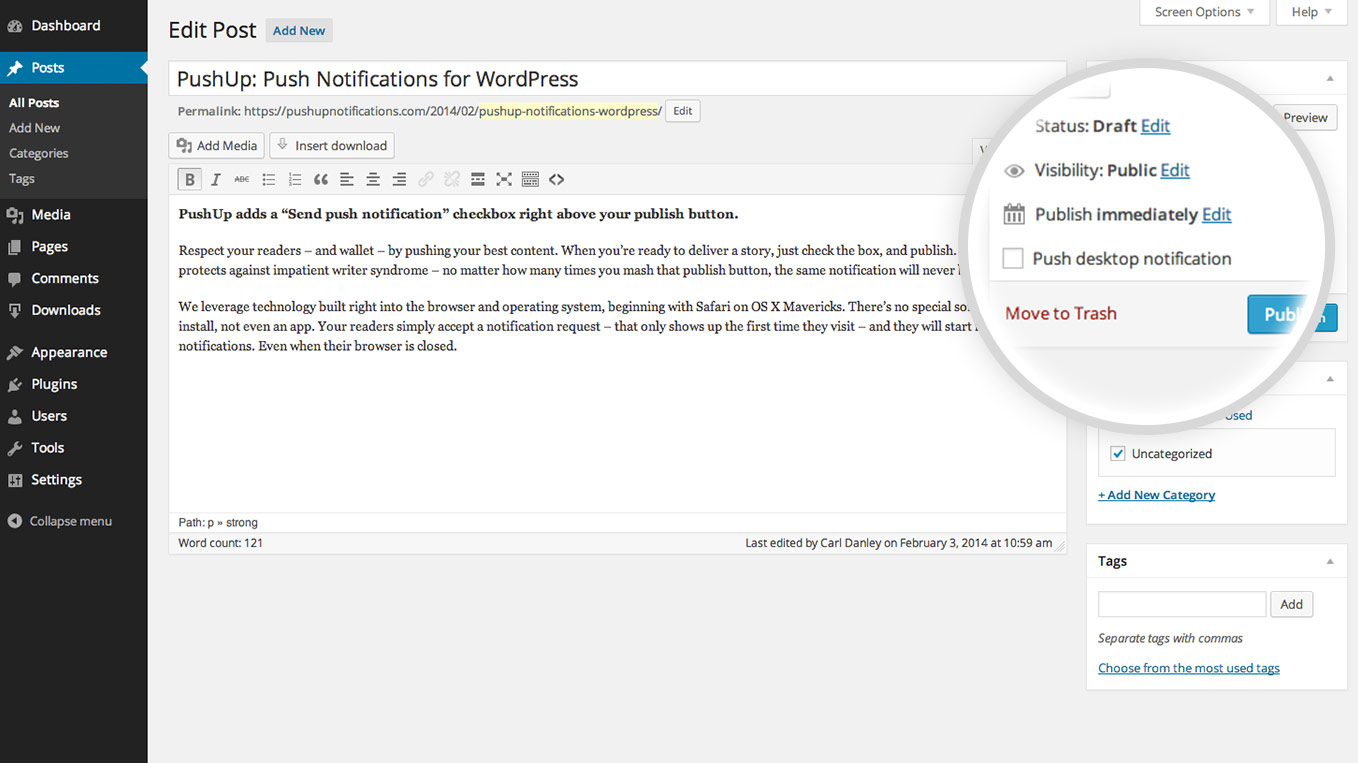 Dashboard
Posts
All Posts
Add New
Categories
Tags
Media
Pages
Comments
Downloads
Appearance
Plugins
Users
Tools
Settings
Collapse menu
Screen Options
Help
Edit Post
Add New
PushUp: Push Notifications for WordPress
Permalink: https://pushupnotifications.com/2014/02/pushup-notifications-wordpress/
Edit
Add Media
Insert download
B I ABC
PushUp adds a “Send push notification” checkbox right above your publish button.
Respect your readers – and wallet – by pushing your best content. When you’re ready to deliver a story, just check the box, and publish.
protects against impatient writer syndrome – no matter how many times you mash that publish button, the same notification will never
We leverage technology built right into the browser and operating system, beginning with Safari on OS X Mavericks. There’s no special
install, not even an app. Your readers simply accept a notification request – that only shows up the first time they visit – and they will start
notifications. Even when their browser is closed.
Path: p » strong
Word count: 121
Last edited by Carl Danley on February 3, 2014 at 10:59 am
Preview
Status: Draft Edit
Visibility: Public Edit
Publish immediately Edit
Push desktop notification
Move to Trash
Used
Uncategorized
+ Add New Category
Tags
Add
Separate tags with commas
Choose from the most used tags